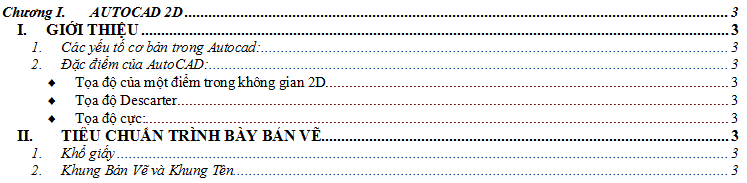 Chương I. AUTOCAD 2D 3
I. GIỚI THIỆU 3
1. Các yếu tố cơ bản trong Autocad: 3
2. Đặc điểm của AutoCAD: 3
♦ Tọa độ của một điểm trong không gian 2D 3
♦ Tọa độ Descarter 3
♦ Tọa độ cực: 3
II. TIÊU CHUẨN TRÌNH BÀY BẢN VẼ 3
1. Khổ giấy 3
2. Khung Bản Vẽ và Khung Tên 3